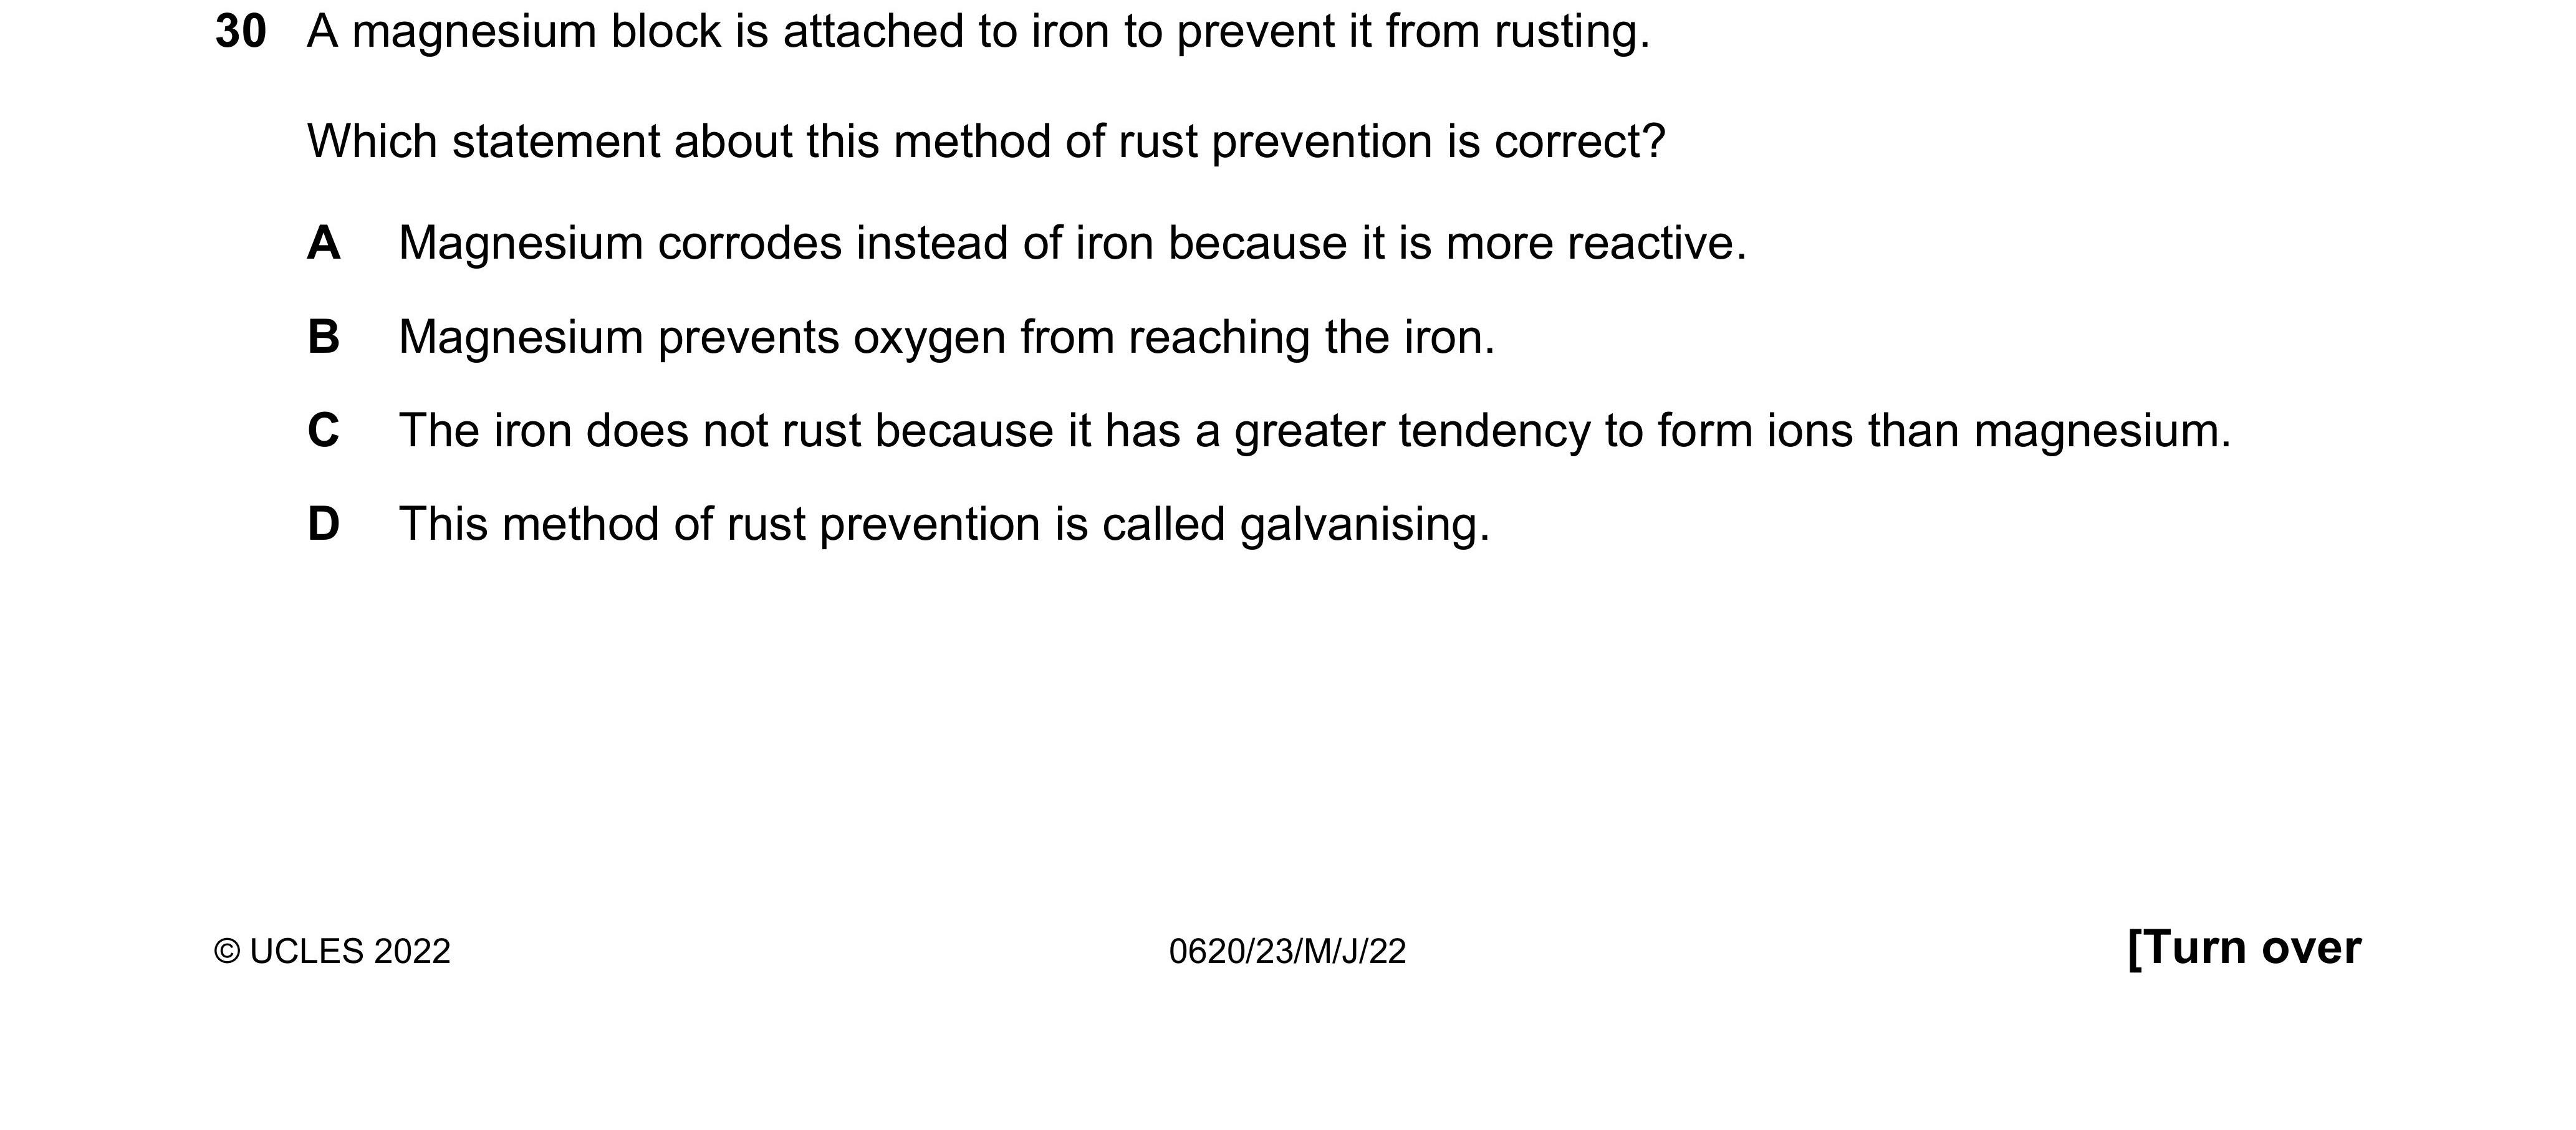 30 A magnesium block is attached to iron to prevent it from rusting.
Which statement about this method of rust prevention is correct?
A Magnesium corrodes instead of iron because it is more reactive.
B Magnesium prevents oxygen from reaching the iron.
C The iron does not rust because it has a greater tendency to form ions than magnesium.
D This method of rust prevention is called galvanising.
© UCLES 2022 0620/23/M/J/22 [Turn over